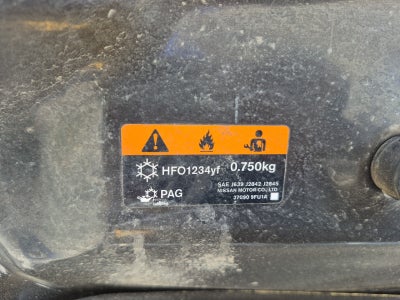 HFO1234yf 0.750kg
SAE J639 J2842 J2845
NISSAN MOTOR CO., LTD
PAG
27090 9FU1A